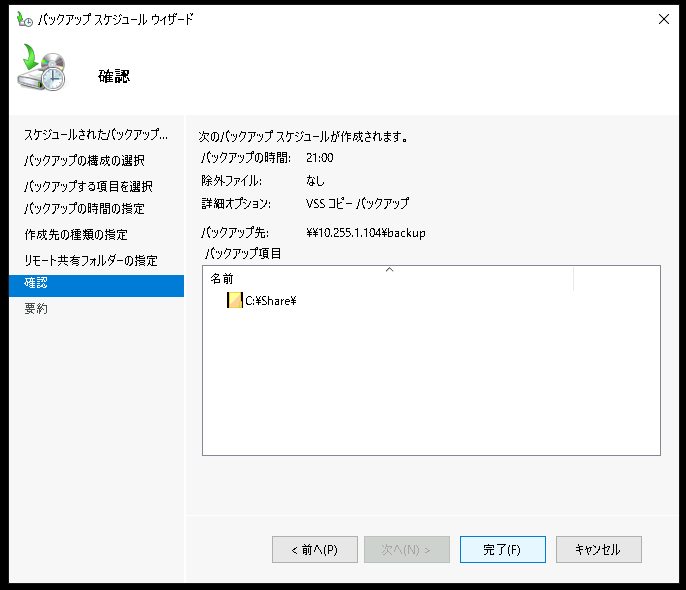 バックアップ スケジュール ウィザード
確認
スケジュールされたバックアップ...
バックアップの構成の選択
バックアップする項目を選択
バックアップの時間の指定
作成先の種類の指定
リモート共有フォルダーの指定
確認
要約
次のバックアップ スケジュールが作成されます。
バックアップの時間: 21:00
除外ファイル: なし
詳細オプション: VSS コピー バックアップ
バックアップ先: ¥¥10.255.1.104¥backup
バックアップ項目
名前
C:¥Share¥
< 前へ(P) 次へ(N) > 完了(F) キャンセル